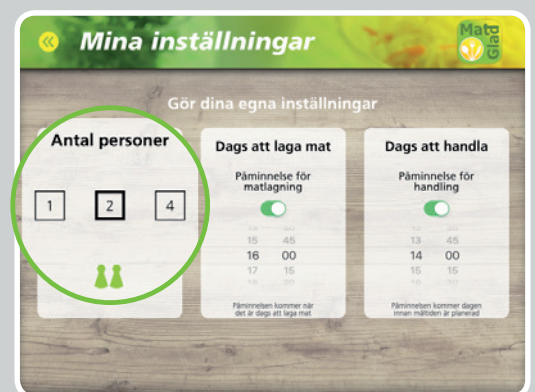 Mina inställningar
Matd
Glad
Gör dina egna inställningar
Antal personer
1 2 4
Dags att laga mat
Påminnelse för
matlagning
15 45
16 00
17 15
Påminnelsen kommer när
det är dags att laga mat
Dags att handla
Påminnelse för
handling
13 45
14 00
15 15
Påminnelsen kommer dagen
innan måltiden är planerad